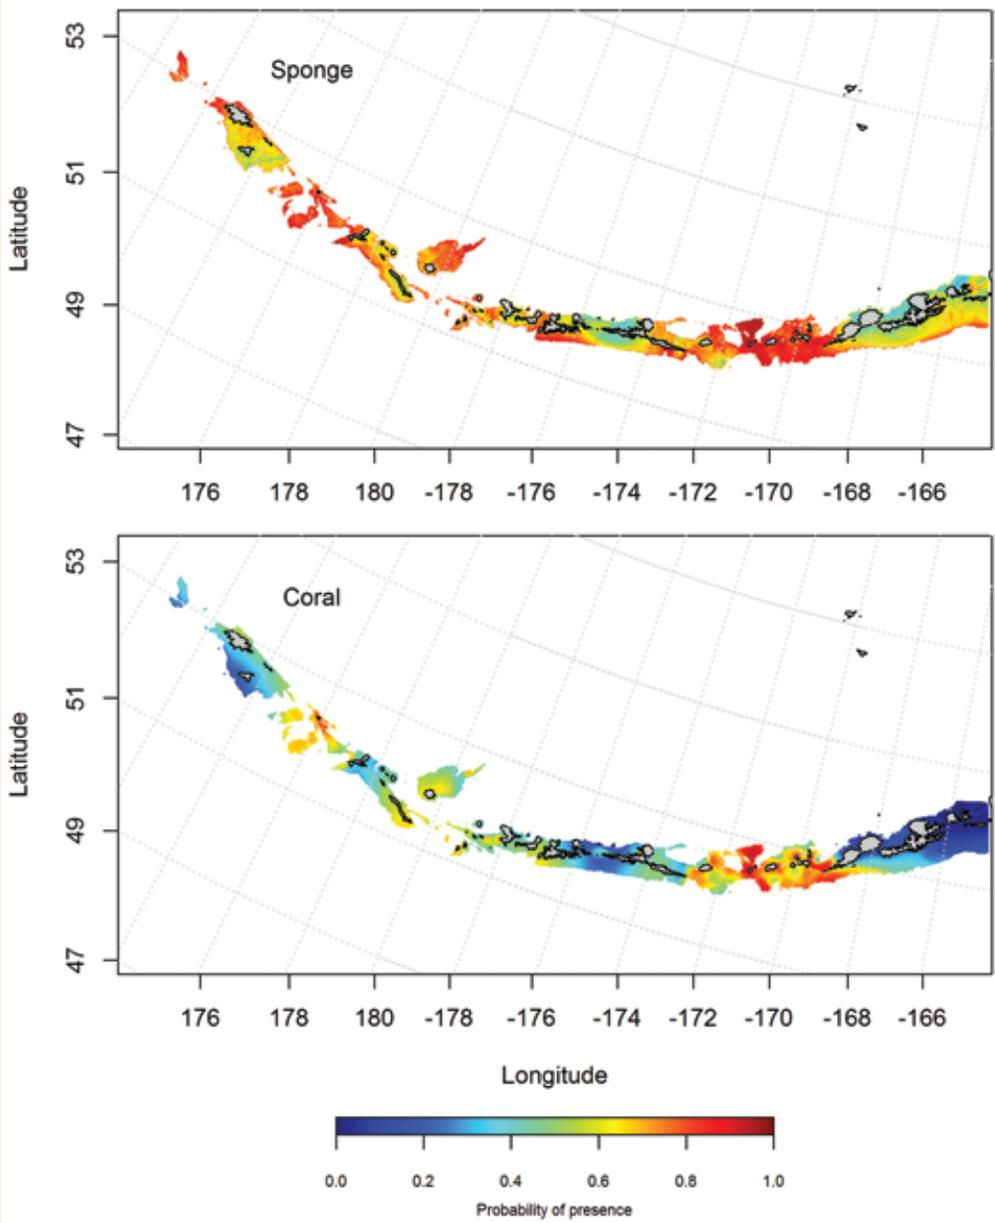 Sponge
Latitude
53
51
49
47
176 178 180 -178 -176 -174 -172 -170 -168 -166
Coral
Latitude
53
51
49
47
176 178 180 -178 -176 -174 -172 -170 -168 -166
Longitude
0.0 0.2 0.4 0.6 0.8 1.0
Probability of presence